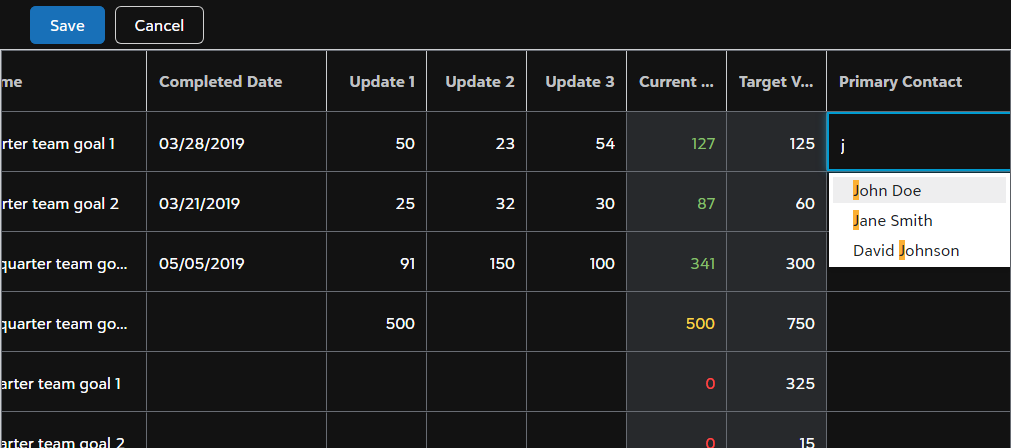 Save Cancel
me Completed Date Update 1 Update 2 Update 3 Current ... Target V... Primary Contact
rter team goal 1 03/28/2019 50 23 54 127 125 j
John Doe
rter team goal 2 03/21/2019 25 32 30 87 60
Jane Smith
David Johnson
quarter team go... 05/05/2019 91 150 100 341 300
quarter team go... 500 500 750
arter team goal 1 0 325
arter team goal 2 0 15